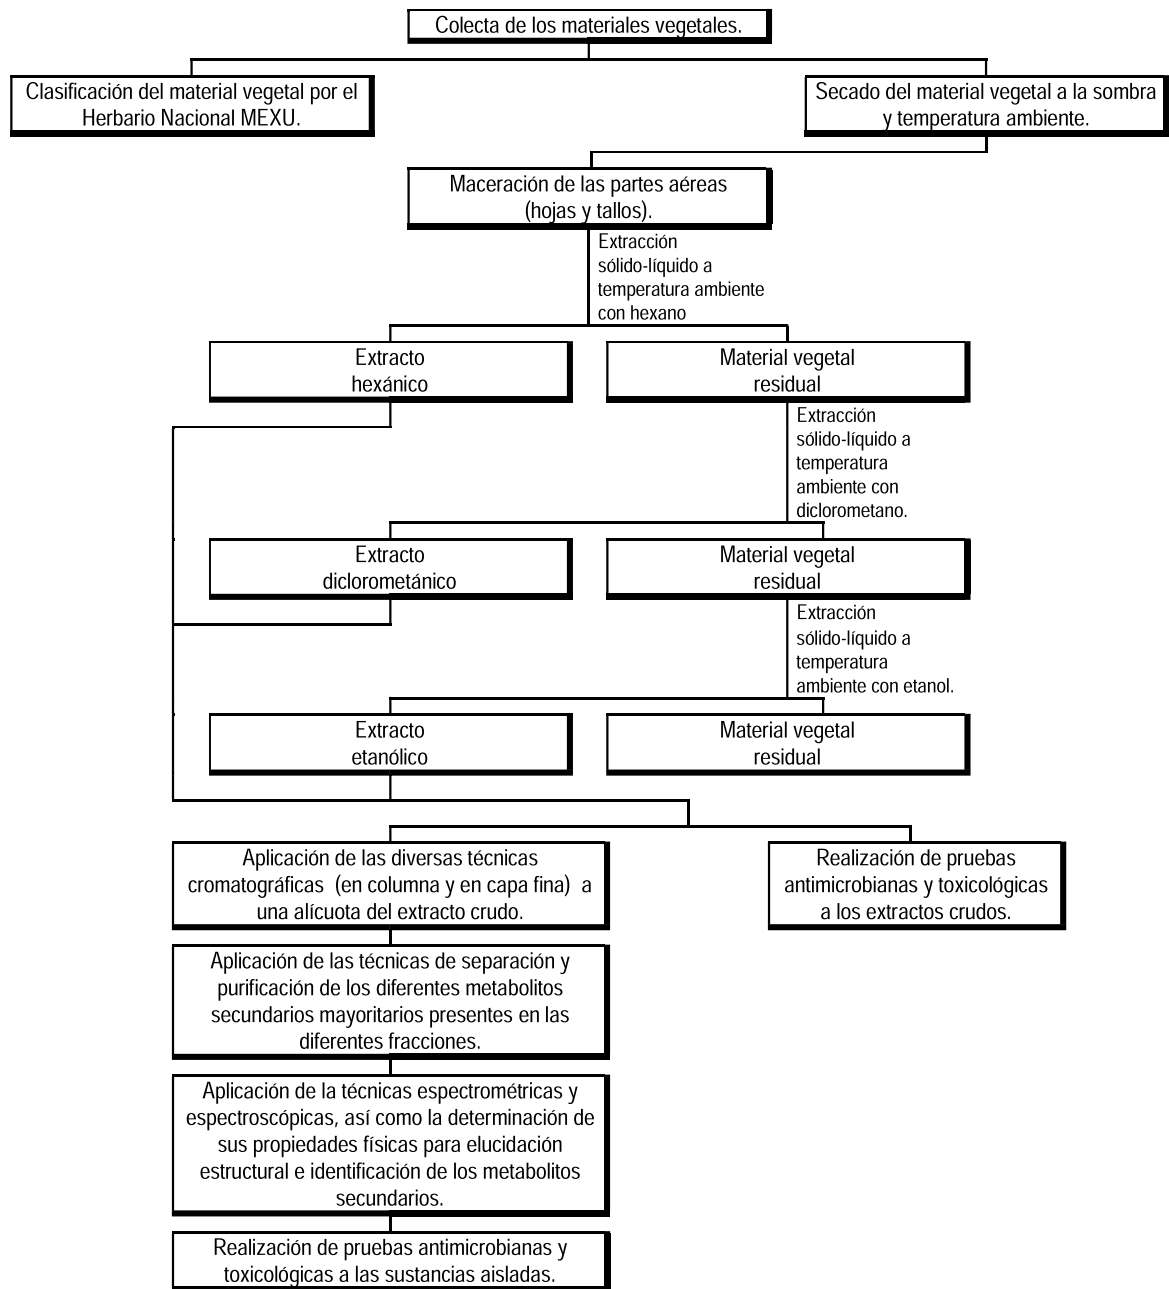 Colecta de los materiales vegetales.
Clasificación del material vegetal por el
Herbario Nacional MEXU.
Secado del material vegetal a la sombra
y temperatura ambiente.
Maceración de las partes aéreas
(hojas y tallos).
Extracción
sólido-líquido a
temperatura ambiente
con hexano
Extracto
hexánico
Material vegetal
residual
Extracción
sólido-líquido a
temperatura
ambiente con
diclorometano.
Extracto
diclorometánico
Material vegetal
residual
Extracción
sólido-líquido a
temperatura
ambiente con etanol.
Extracto
etanólico
Material vegetal
residual
Aplicación de las diversas técnicas
cromatográficas (en columna y en capa fina) a
una alícuota del extracto crudo.
Realización de pruebas
antimicrobianas y toxicológicas
a los extractos crudos.
Aplicación de las técnicas de separación y
purificación de los diferentes metabolitos
secundarios mayoritarios presentes en las
diferentes fracciones.
Aplicación de la técnicas espectrométricas y
espectroscópicas, así como la determinación de
sus propiedades físicas para elucidación
estructural e identificación de los metabolitos
secundarios.
Realización de pruebas antimicrobianas y
toxicológicas a las sustancias aisladas.